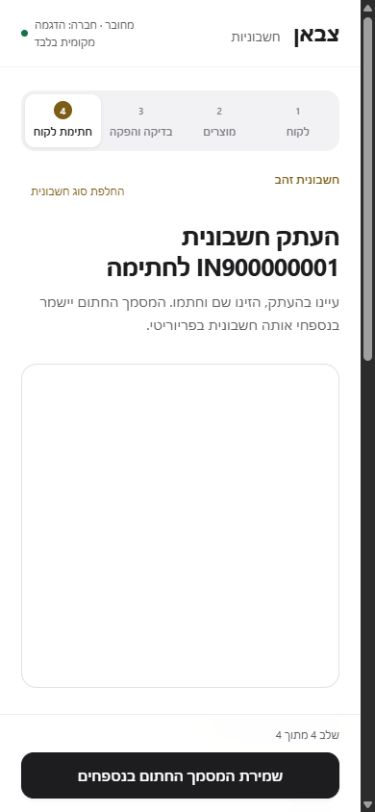 צבאן חשבוניות
מחובר · חברה: הדגמה
מקומית בלבד
1 2 3 4
לקוח מוצרים בדיקה והפקה חתימת לקוח
חשבונית זהב
החלפת סוג חשבונית
העתק חשבונית
IN900000001 לחתימה
עיינו בהעתק, הזינו שם וחתמו. המסמך החתום יישמר
בנספחי אותה חשבונית בפריוריטי.
שלב 4 מתוך 4
שמירת המסמך החתום בנספחים